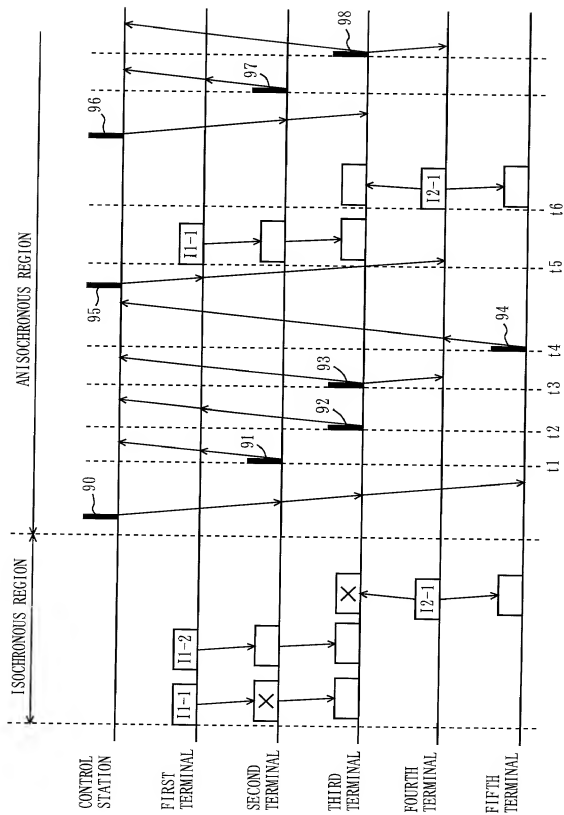 ISOCHRONOUS REGION
ANISOCHRONOUS REGION
CONTROL
STATION
90
95
96
FIRST
TERMINAL
I1-1
I1-2
I1-1
SECOND
TERMINAL
91
97
THIRD
TERMINAL
92
93
98
FOURTH
TERMINAL
I2-1
I2-1
FIFTH
TERMINAL
94
t1
t2
t3
t4
t5
t6